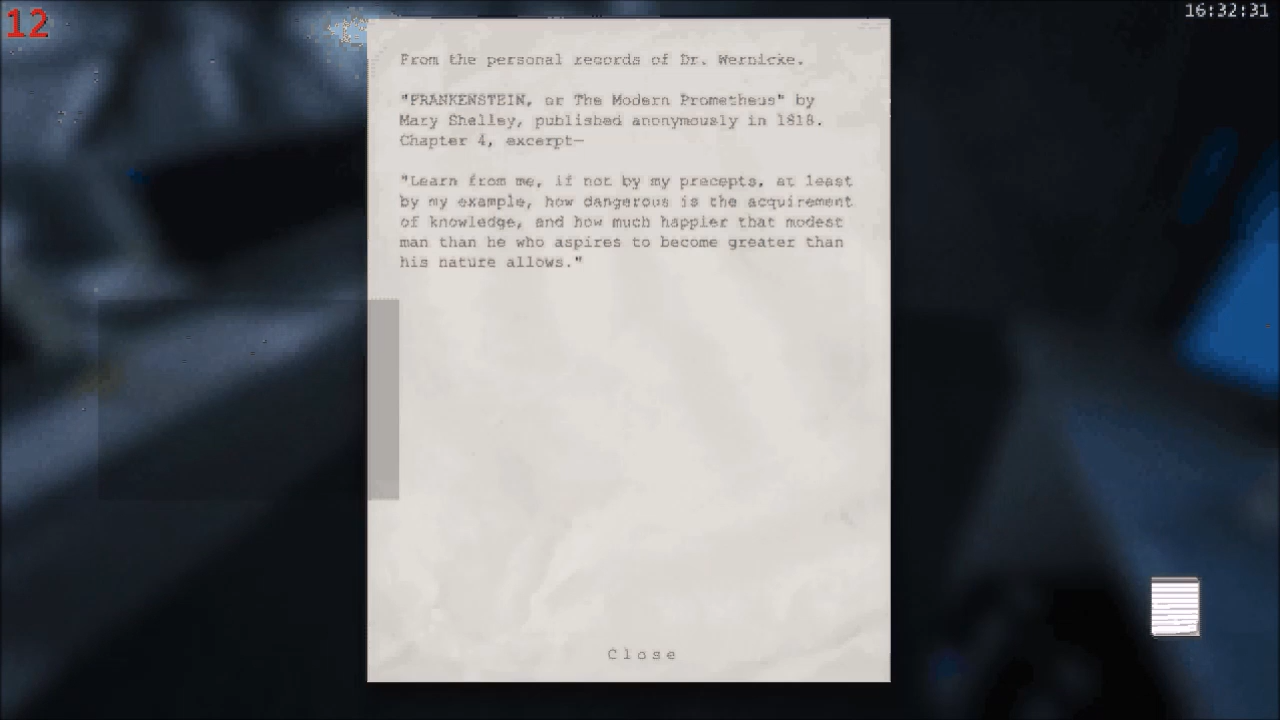 12
16:32:31
From the personal records of Dr. Wernicke.
"FRANKENSTEIN, or The Modern Prometheus" by
Mary Shelley, published anonymously in 1818.
Chapter 4, excerpt—
"Learn from me, if not by my precepts, at least
by my example, how dangerous is the acquirement
of knowledge, and how much happier that modest
man than he who aspires to become greater than
his nature allows."
Close